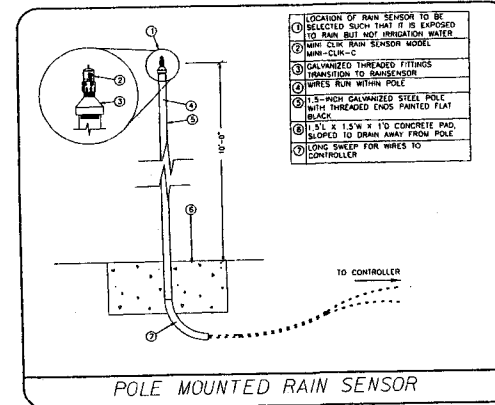 ① LOCATION OF RAIN SENSOR TO BE
SELECTED SUCH THAT IT IS EXPOSED
TO RAIN BUT NOT IRRIGATION WATER
② MINI CLIK RAIN SENSOR MODEL
MINI-CLIK-C
③ GALVANIZED THREADED FITTINGS
TRANSITION TO RAINSENSOR
④ WIRES RUN WITHIN POLE
⑤ 1.5-INCH GALVANIZED STEEL POLE
WITH THREADED ENDS PAINTED FLAT
BLACK
⑥ 1.5'L X 1.5'W X 1'D CONCRETE PAD,
SLOPED TO DRAIN AWAY FROM POLE
⑦ LONG SWEEP FOR WIRES TO
CONTROLLER
①
②
③
④
⑤
10'-0"
⑥
TO CONTROLLER
⑦
POLE MOUNTED RAIN SENSOR